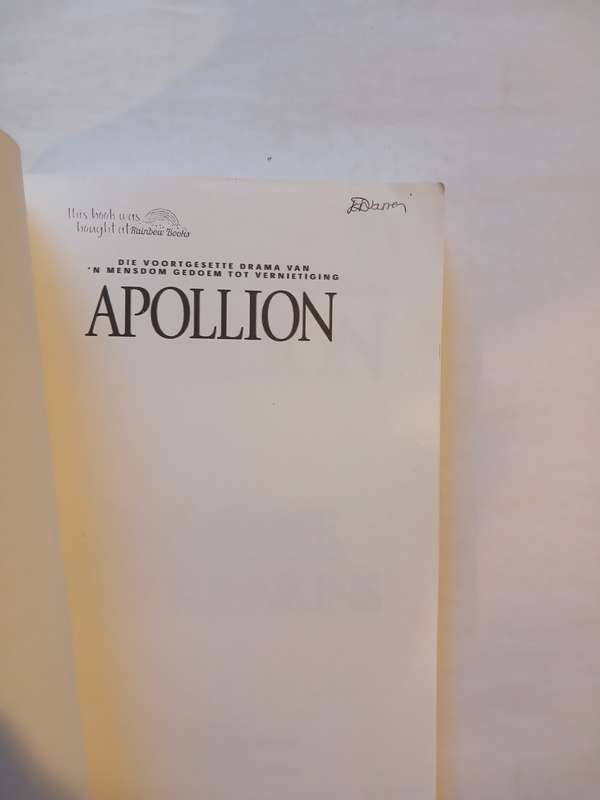 This book was
bought at Rainbow Books
DIE VOORTGESETTE DRAMA VAN
'N MENSDOM GEDOEM TOT VERNIETIGING
APOLLION